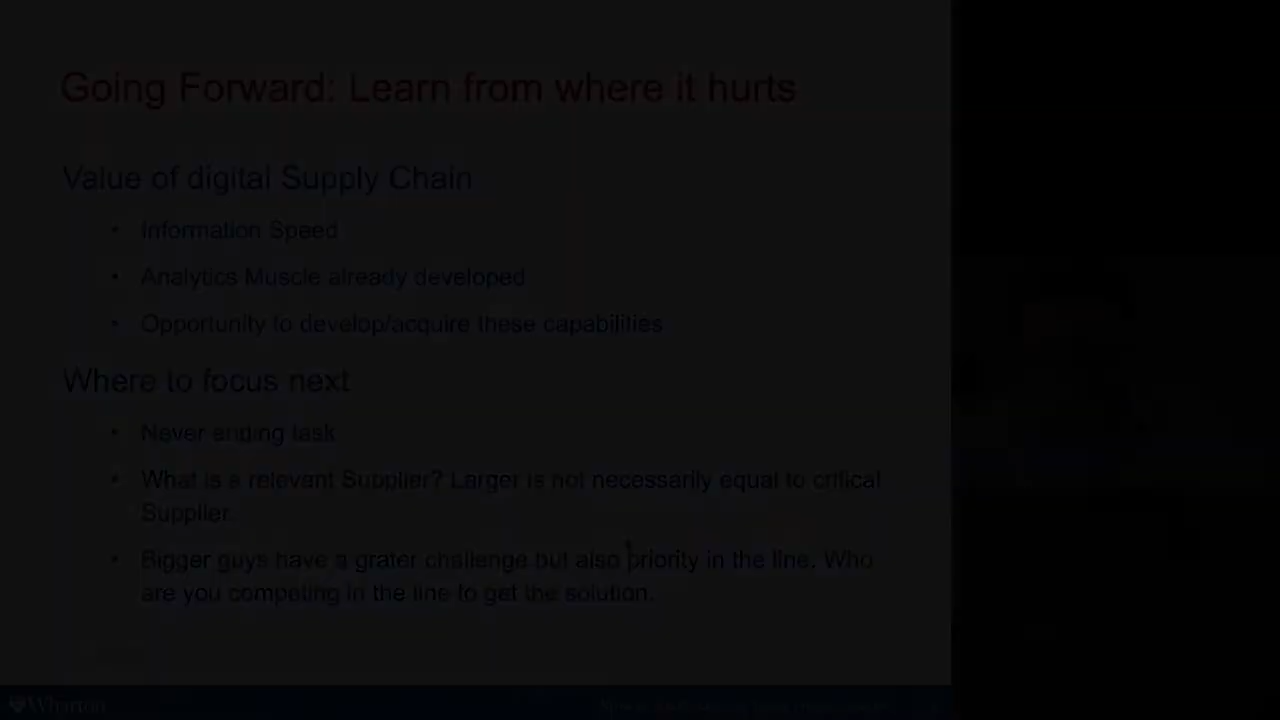 Going Forward: Learn from where it hurts
Value of digital Supply Chain
• Information Speed
• Analytics Muscle already developed
• Opportunity to develop/acquire these capabilities
Where to focus next
• Never ending task
• What is a relevant Supplier? Larger is not necessarily equal to critical
Supplier.
• Bigger guys have a grater challenge but also priority in the line. Who
are you competing in the line to get the solution.
Wharton